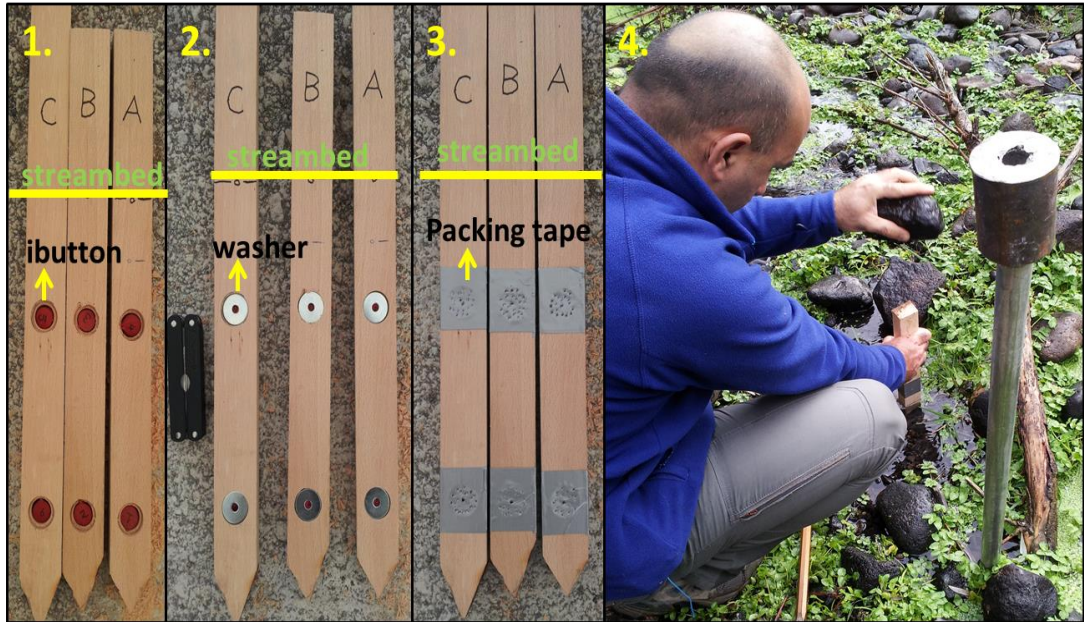 1.
C B A
streambed
ibutton
2.
C B A
streambed
washer
3.
C B A
streambed
Packing tape
4.